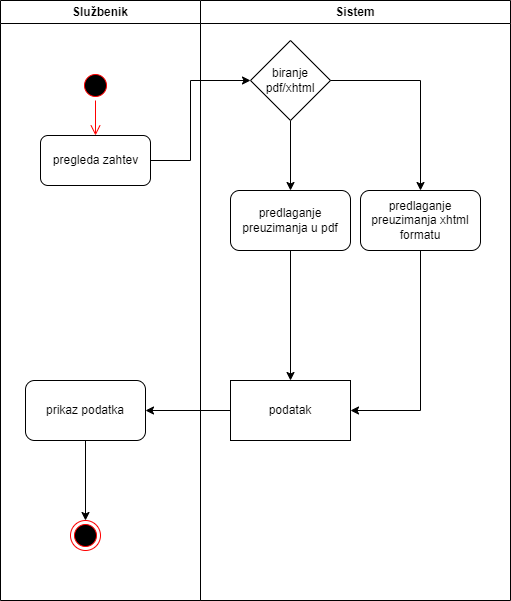 Službenik
Sistem
biranje
pdf/xhtml
pregleda zahtev
predlaganje
preuzimanja u pdf
predlaganje
preuzimanja xhtml
formatu
prikaz podatka
podatak